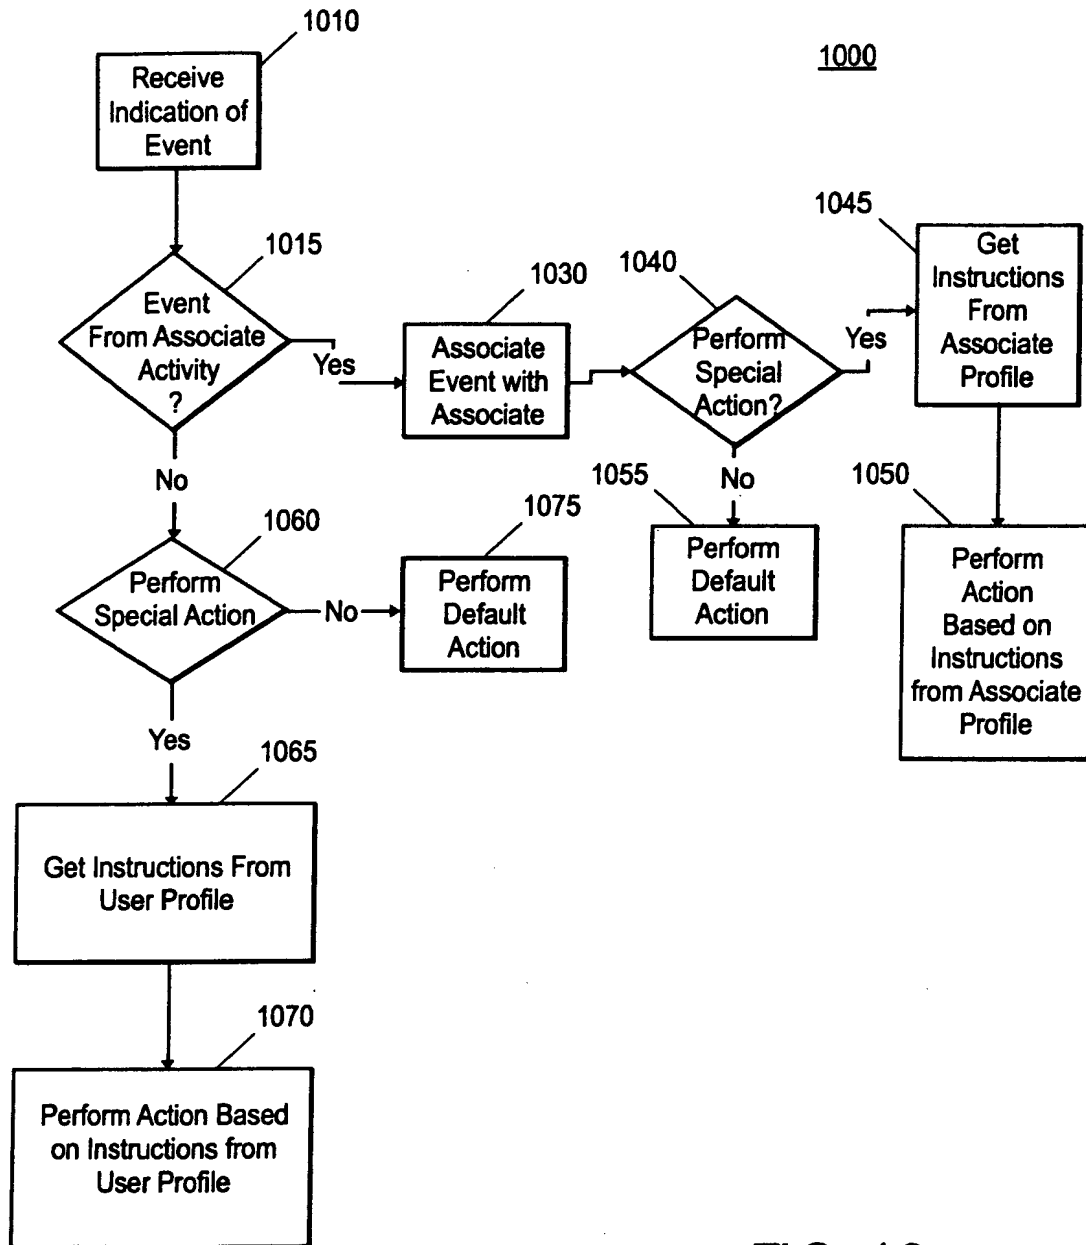 1010
1000
Receive
Indication of
Event
1015
Event
From Associate
Activity
?
Yes
1030
Associate
Event with
Associate
1040
Perform
Special
Action?
Yes
1045
Get
Instructions
From
Associate
Profile
No
No
1050
Perform
Action
Based on
Instructions
from Associate
Profile
1055
Perform
Default
Action
1060
Perform
Special Action
No
1075
Perform
Default
Action
Yes
1065
Get Instructions From
User Profile
1070
Perform Action Based
on Instructions from
User Profile